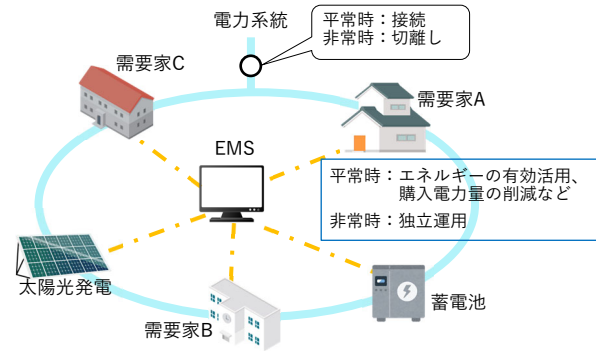 電力系統
平常時：接続
非常時：切離し
需要家C
需要家A
EMS
平常時：エネルギーの有効活用、
購入電力量の削減など
非常時：独立運用
太陽光発電
蓄電池
需要家B